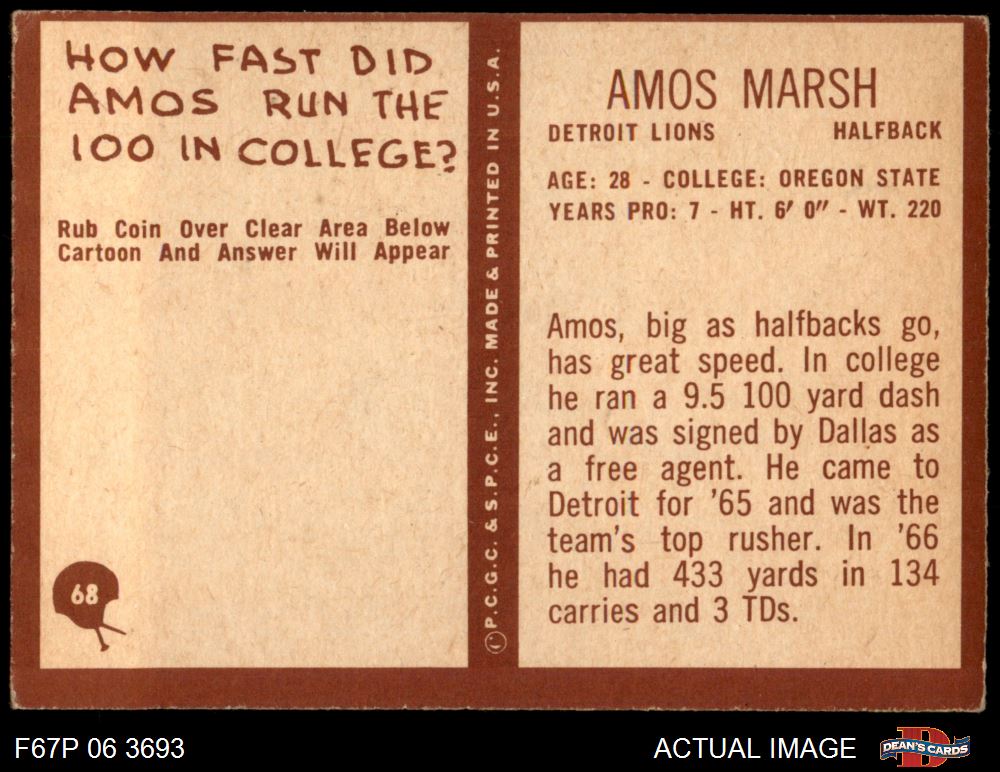 HOW FAST DID
AMOS RUN THE
100 IN COLLEGE?
Rub Coin Over Clear Area Below
Cartoon And Answer Will Appear
68
©P.C.G.C. & S.P.C.E., INC. MADE & PRINTED IN U.S.A.
AMOS MARSH
DETROIT LIONS HALFBACK
AGE: 28 - COLLEGE: OREGON STATE
YEARS PRO: 7 - HT. 6' 0" - WT. 220
Amos, big as halfbacks go,
has great speed. In college
he ran a 9.5 100 yard dash
and was signed by Dallas as
a free agent. He came to
Detroit for '65 and was the
team's top rusher. In '66
he had 433 yards in 134
carries and 3 TDs.
F67P 06 3693
ACTUAL IMAGE
D
DEAN'S CARDS